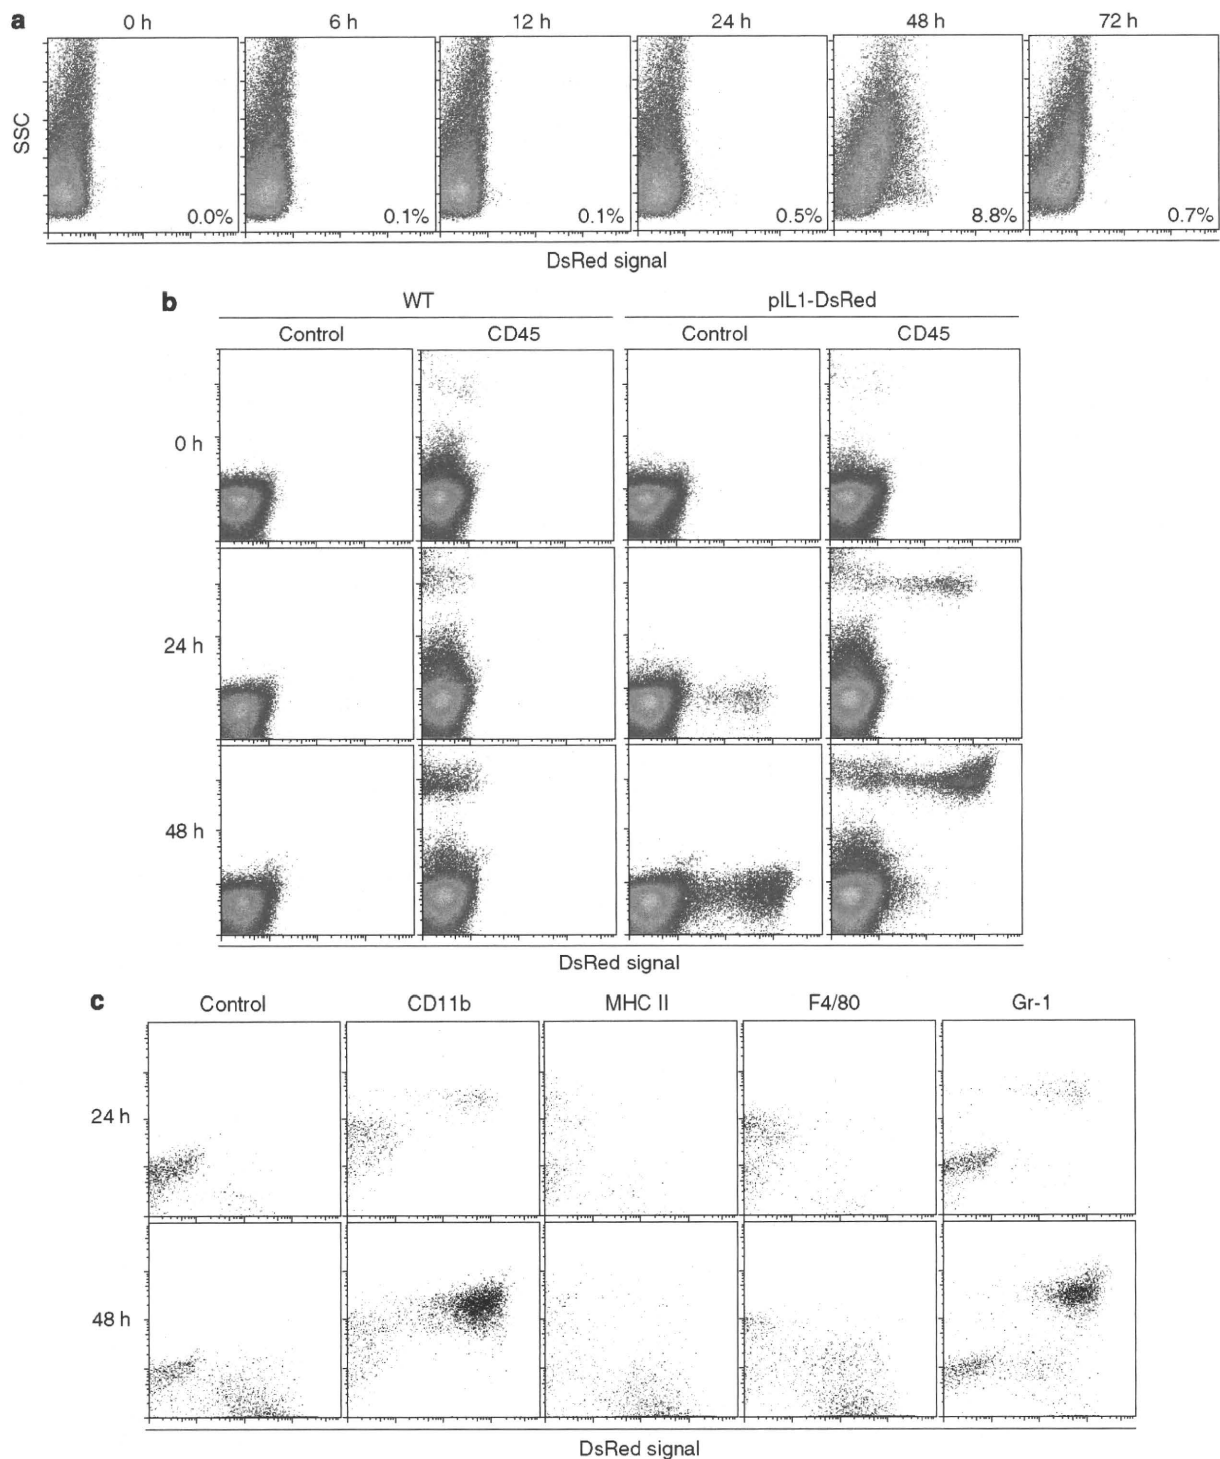 a
0 h 6 h 12 h 24 h 48 h 72 h
SSC
0.0% 0.1% 0.1% 0.5% 8.8% 0.7%
DsRed signal
b
WT pIL1-DsRed
Control CD45 Control CD45
0 h
24 h
48 h
DsRed signal
c
Control CD11b MHC II F4/80 Gr-1
24 h
48 h
DsRed signal